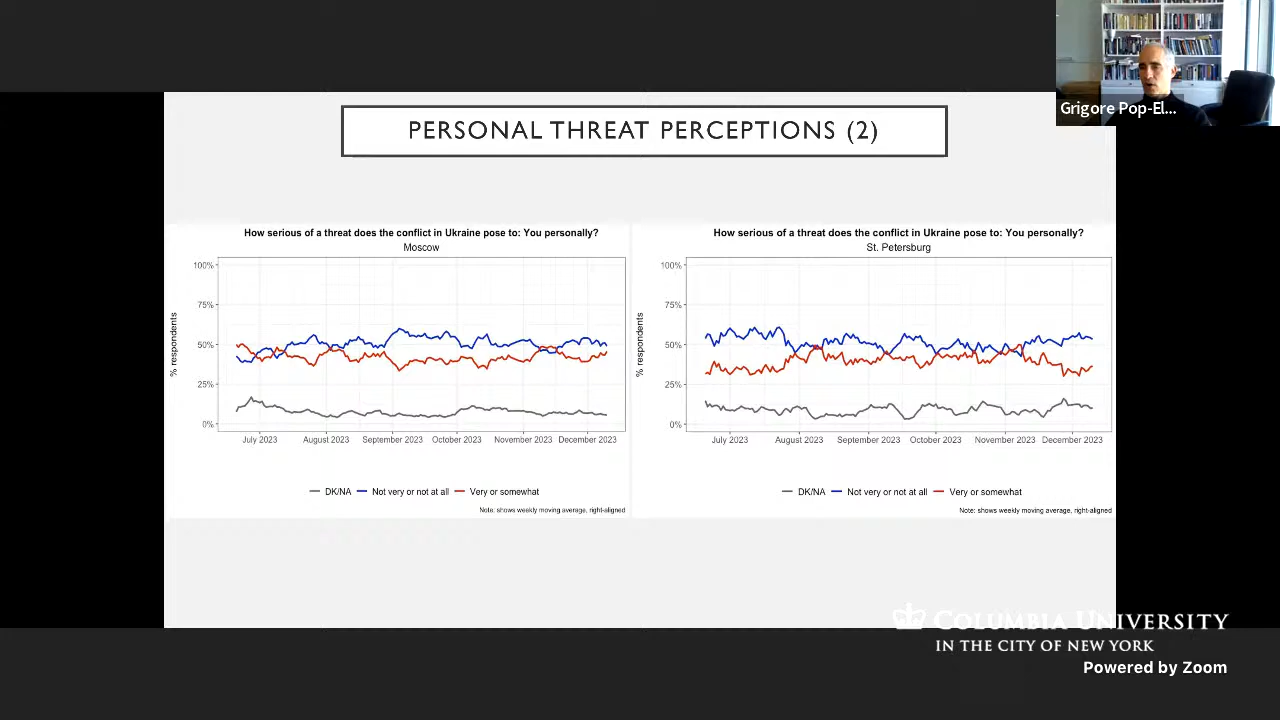 Grigore Pop-El...
PERSONAL THREAT PERCEPTIONS (2)
How serious of a threat does the conflict in Ukraine pose to: You personally?
Moscow
% respondents
100%
75%
50%
25%
0%
July 2023
August 2023
September 2023
October 2023
November 2023
December 2023
DK/NA
Not very or not at all
Very or somewhat
Note: shows weekly moving average, right-aligned
How serious of a threat does the conflict in Ukraine pose to: You personally?
St. Petersburg
% respondents
100%
75%
50%
25%
0%
July 2023
August 2023
September 2023
October 2023
November 2023
December 2023
DK/NA
Not very or not at all
Very or somewhat
Note: shows weekly moving average, right-aligned
COLUMBIA UNIVERSITY
IN THE CITY OF NEW YORK
Powered by Zoom